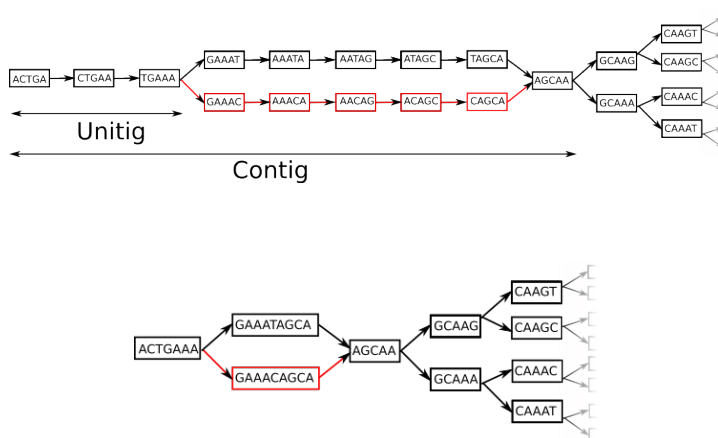 CAAGT
GAAAT AAATA AATAG ATAGC TAGCA
GCAAG CAAGC
ACTGA CTGAA TGAAA AGCAA
GAAAC AAACA AACAG ACAGC CAGCA
GCAAA CAAAC
CAAAT
Unitig
Contig
CAAGT
GAAATAGCA GCAAG CAAGC
ACTGAAA AGCAA
GAAACAGCA GCAAA CAAAC
CAAAT